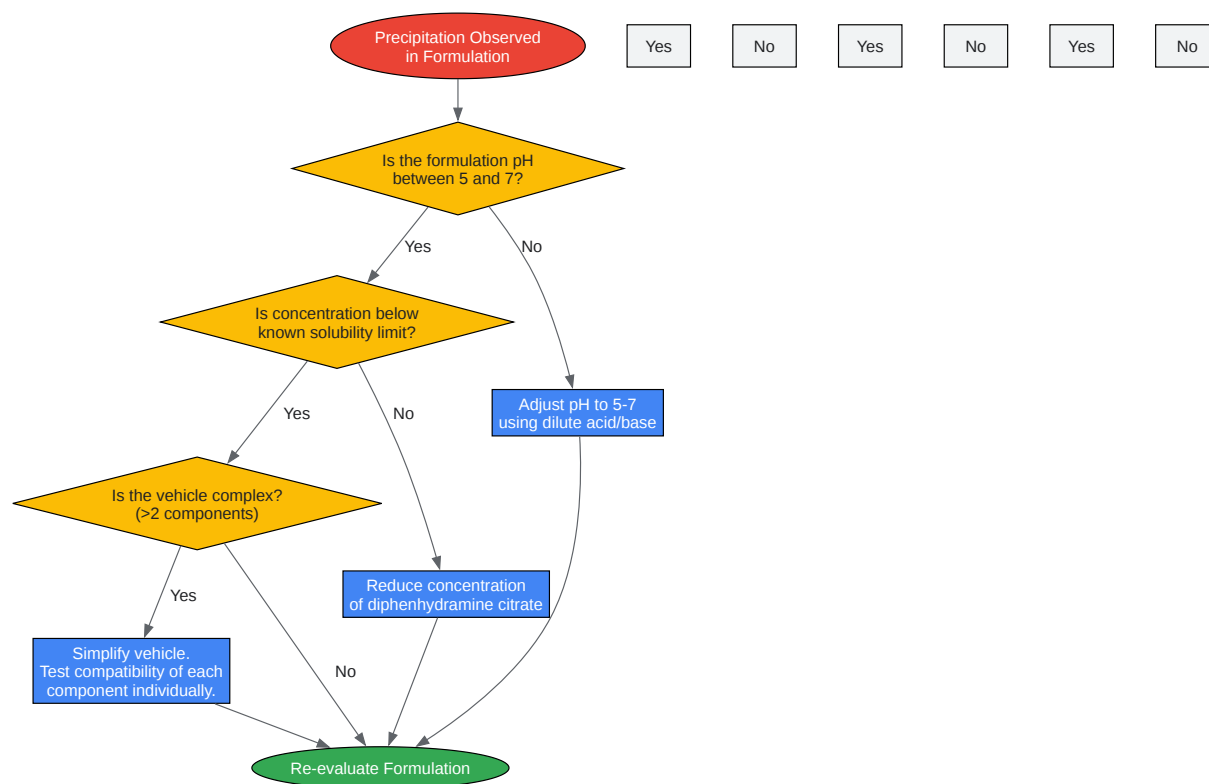 Precipitation Observed
in Formulation
Yes
No
Yes
No
Yes
No
Is the formulation pH
between 5 and 7?
Yes
No
Is concentration below
known solubility limit?
Yes
No
Adjust pH to 5-7
using dilute acid/base
Is the vehicle complex?
(>2 components)
Yes
No
Reduce concentration
of diphenhydramine citrate
Simplify vehicle.
Test compatibility of each
component individually.
Re-evaluate Formulation